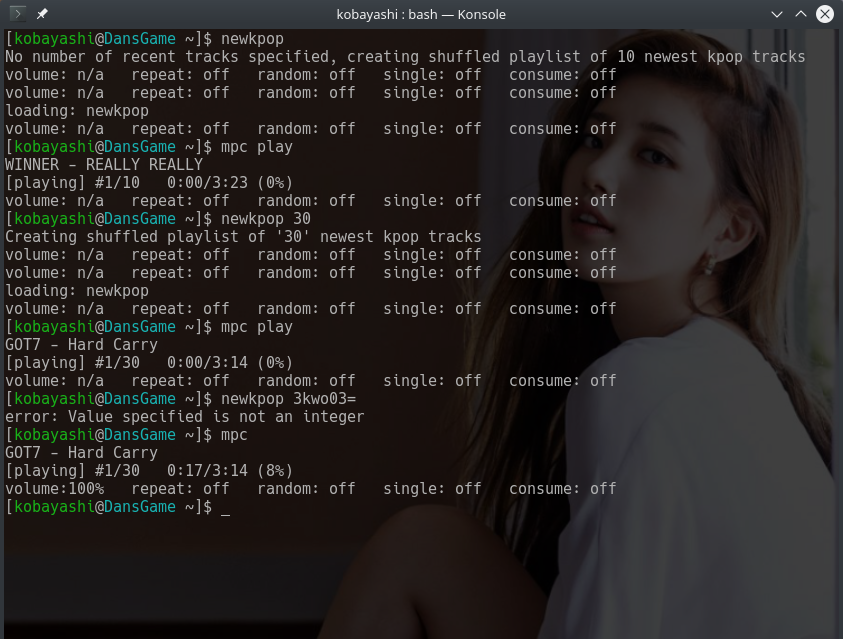 kobayashi : bash — Konsole
[kobayashi@DansGame ~]$ newkpop
No number of recent tracks specified, creating shuffled playlist of 10 newest kpop tracks
volume: n/a   repeat: off   random: off   single: off   consume: off
volume: n/a   repeat: off   random: off   single: off   consume: off
loading: newkpop
volume: n/a   repeat: off   random: off   single: off   consume: off
[kobayashi@DansGame ~]$ mpc play
WINNER - REALLY REALLY
[playing] #1/10   0:00/3:23 (0%)
volume: n/a   repeat: off   random: off   single: off   consume: off
[kobayashi@DansGame ~]$ newkpop 30
Creating shuffled playlist of '30' newest kpop tracks
volume: n/a   repeat: off   random: off   single: off   consume: off
volume: n/a   repeat: off   random: off   single: off   consume: off
loading: newkpop
volume: n/a   repeat: off   random: off   single: off   consume: off
[kobayashi@DansGame ~]$ mpc play
GOT7 - Hard Carry
[playing] #1/30   0:00/3:14 (0%)
volume: n/a   repeat: off   random: off   single: off   consume: off
[kobayashi@DansGame ~]$ newkpop 3kwo03=
error: Value specified is not an integer
[kobayashi@DansGame ~]$ mpc
GOT7 - Hard Carry
[playing] #1/30   0:17/3:14 (8%)
volume:100%   repeat: off   random: off   single: off   consume: off
[kobayashi@DansGame ~]$ _